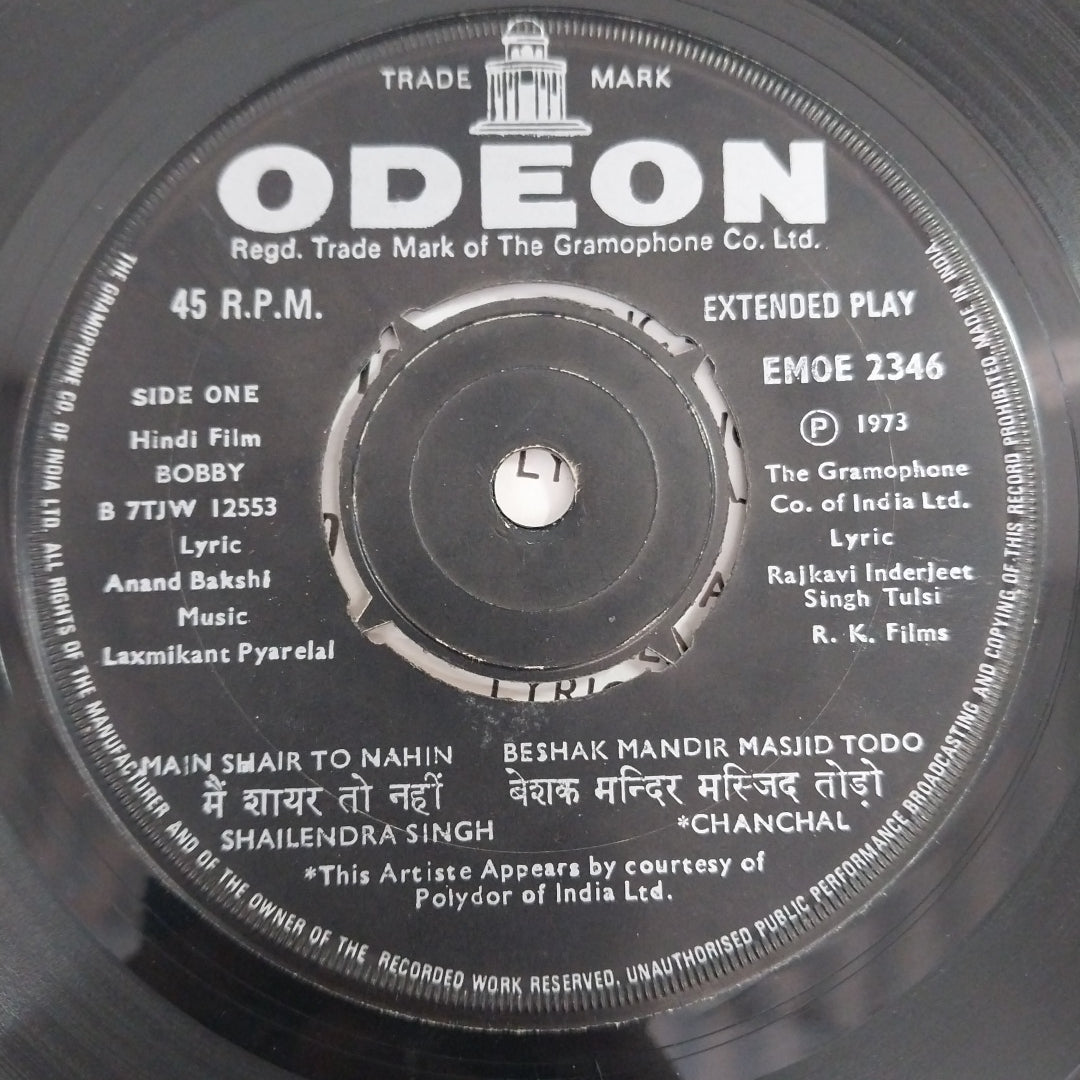 TRADE MARK
ODEON
Regd. Trade Mark of The Gramophone Co. Ltd.
45 R.P.M.
EXTENDED PLAY
SIDE ONE
Hindi Film
BOBBY
B 7TJW 12553
Lyric
Anand Bakshi
Music
Laxmikant Pyarelal
EMOE 2346
Ⓟ 1973
The Gramophone
Co. of India Ltd.
Lyric
Rajkavi Inderjeet
Singh Tulsi
R. K. Films
LY
LYRI
MAIN SHAIR TO NAHIN
मैं शायर तो नहीं
SHAILENDRA SINGH
BESHAK MANDIR MASJID TODO
बेशक मन्दिर मस्जिद तोड़ो
*CHANCHAL
*This Artiste Appears by courtesy of
Polydor of India Ltd.
THE GRAMOPHONE CO. OF INDIA LTD. ALL RIGHTS OF THE MANUFACTURER AND OF THE OWNER OF THE RECORDED WORK RESERVED. UNAUTHORISED PUBLIC PERFORMANCE BROADCASTING AND COPYING OF THIS RECORD PROHIBITED. MADE IN INDIA